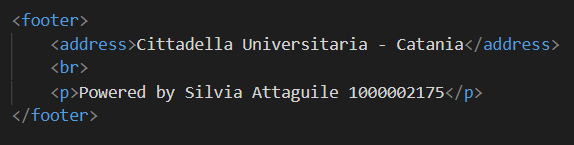 <footer>
<address>Cittadella Universitaria - Catania</address>
<br>
<p>Powered by Silvia Attaguile 1000002175</p>
</footer>